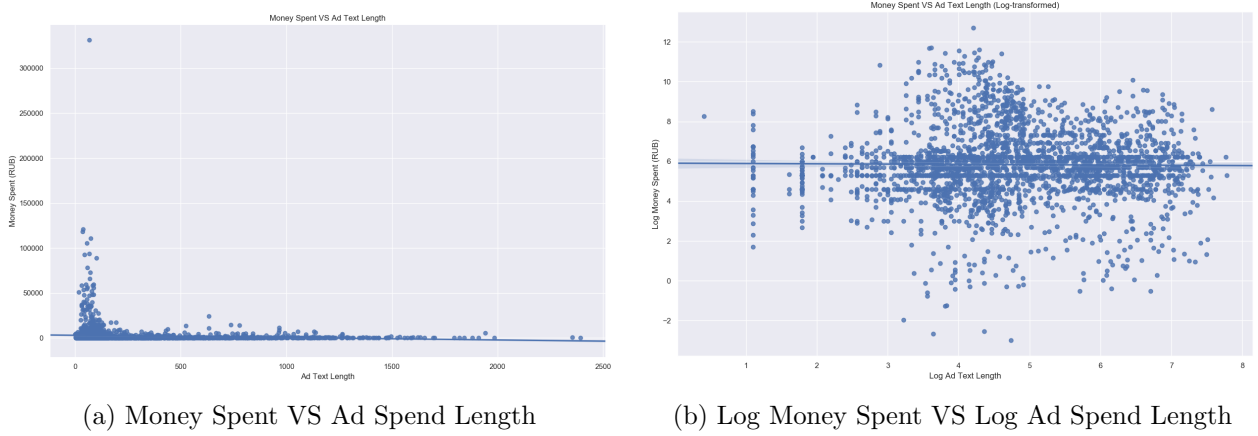 Money Spent VS Ad Text Length
Money Spent (RUB)
350000
300000
250000
200000
150000
100000
50000
0
0 500 1000 1500 2000 2500
Ad Text Length
(a) Money Spent VS Ad Spend Length
Money Spent VS Ad Text Length (Log-transformed)
Log Money Spent (RUB)
12
10
8
6
4
2
0
−2
1 2 3 4 5 6 7 8
Log Ad Text Length
(b) Log Money Spent VS Log Ad Spend Length